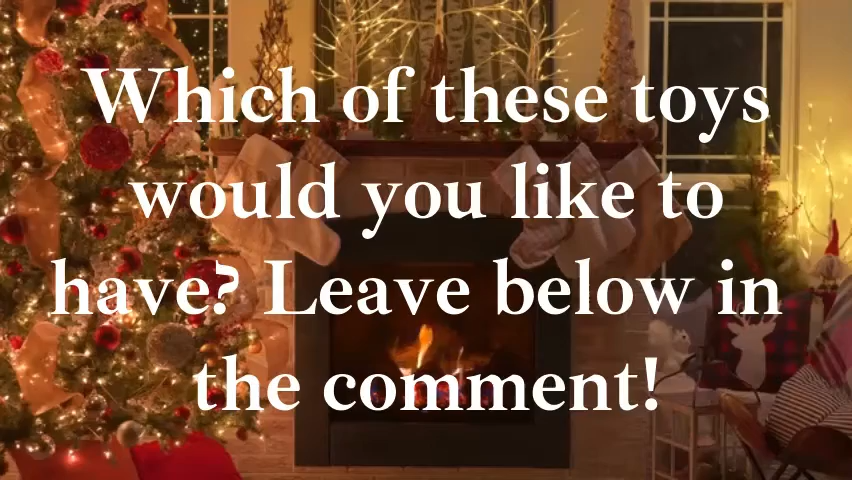 Which of these toys
would you like to
have? Leave below in
the comment!